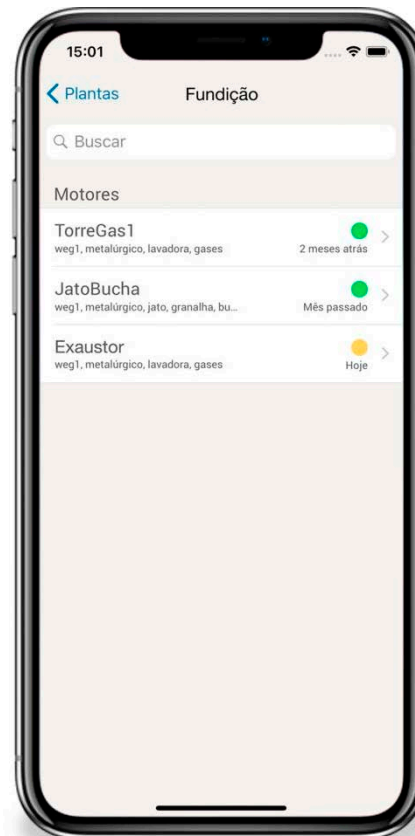 15:01
Plantas
Fundição
Buscar
Motores
TorreGas1
weg1, metalúrgico, lavadora, gases
2 meses atrás
JatoBucha
weg1, metalúrgico, jato, granalha, bu...
Mês passado
Exaustor
weg1, metalúrgico, lavadora, gases
Hoje